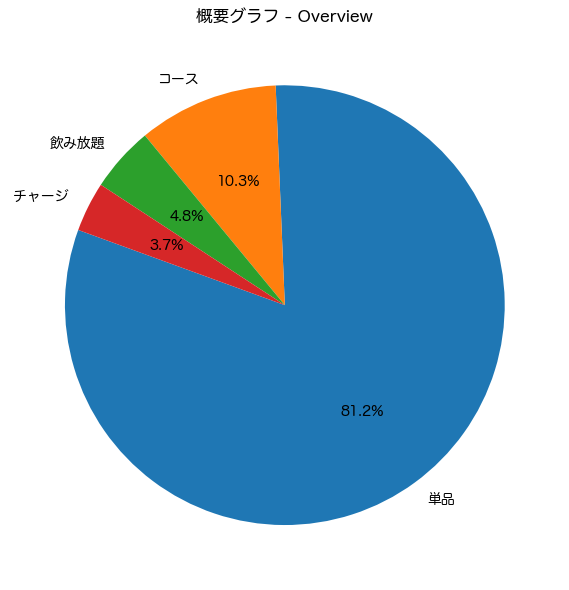 概要グラフ - Overview
コース
飲み放題
チャージ
10.3%
4.8%
3.7%
81.2%
単品